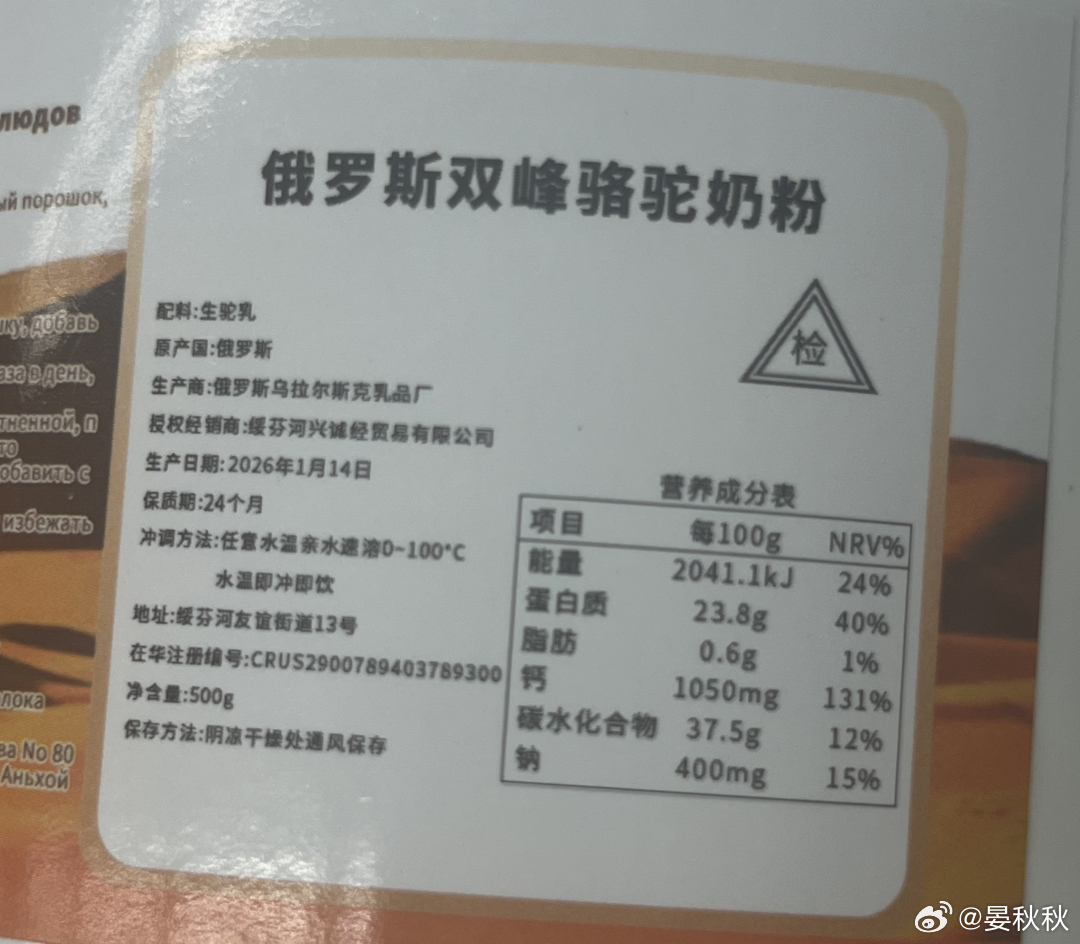 людов
ый порошок,
ку, добавь
аза в день,
тненной, п
то
обавить с
избежать
лока
ва No 80
Аньхой
俄罗斯双峰骆驼奶粉
检
配料:生驼乳
原产国:俄罗斯
生产商:俄罗斯乌拉尔斯克乳品厂
授权经销商:绥芬河兴诚经贸易有限公司
生产日期:2026年1月14日
保质期:24个月
冲调方法:任意水温亲水速溶0~100°C
水温即冲即饮
地址:绥芬河友谊街道13号
在华注册编号:CRUS2900789403789300
净含量:500g
保存方法:阴凉干燥处通风保存
营养成分表
项目 每100g NRV%
能量 2041.1kJ 24%
蛋白质 23.8g 40%
脂肪 0.6g 1%
钙 1050mg 131%
碳水化合物 37.5g 12%
钠 400mg 15%
@晏秋秋